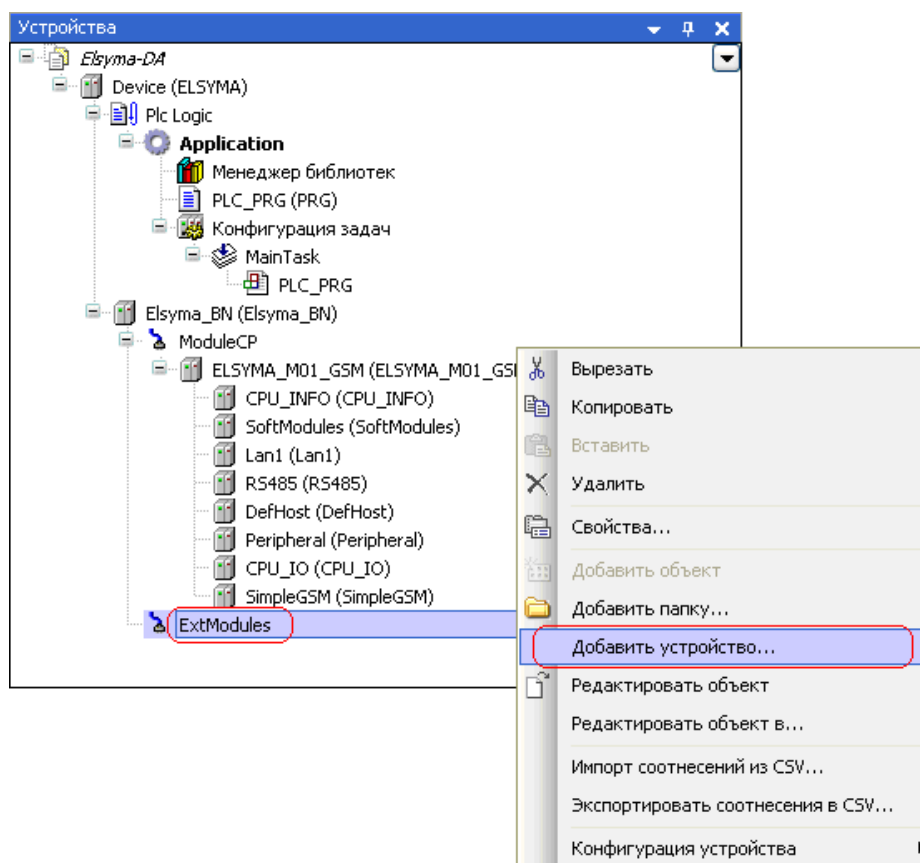 Устройства
Elsyma-DA
Device (ELSYMA)
Plc Logic
Application
Менеджер библиотек
PLC_PRG (PRG)
Конфигурация задач
MainTask
PLC_PRG
Elsyma_BN (Elsyma_BN)
ModuleCP
ELSYMA_M01_GSM (ELSYMA_M01_GS
CPU_INFO (CPU_INFO)
SoftModules (SoftModules)
Lan1 (Lan1)
RS485 (RS485)
DefHost (DefHost)
Peripheral (Peripheral)
CPU_IO (CPU_IO)
SimpleGSM (SimpleGSM)
ExtModules
Вырезать
Копировать
Вставить
Удалить
Свойства...
Добавить объект
Добавить папку...
Добавить устройство...
Редактировать объект
Редактировать объект в...
Импорт соотнесений из CSV...
Экспортировать соотнесения в CSV...
Конфигурация устройства